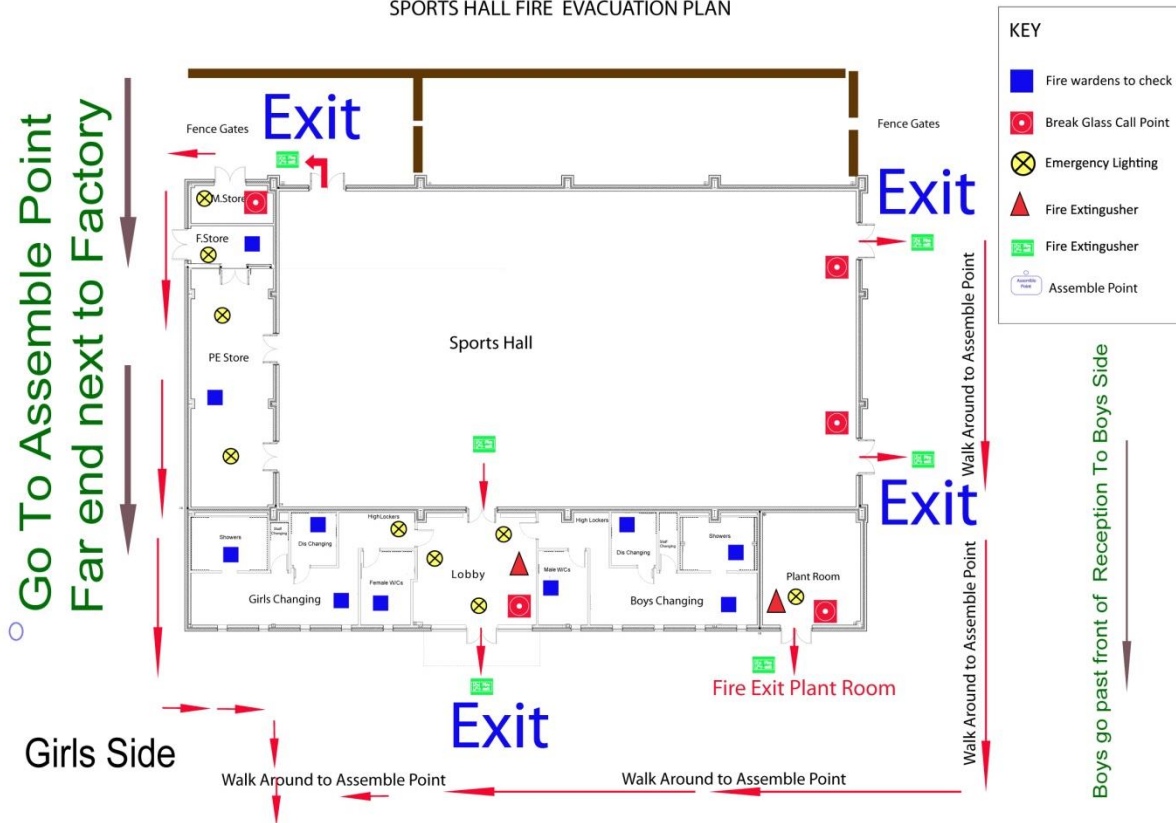 SPORTS HALL FIRE EVACUATION PLAN
KEY
Fire wardens to check
Break Glass Call Point
Emergency Lighting
Fire Extingusher
Fire Extingusher
Assemble Point
Go To Assemble Point
Far end next to Factory
Fence Gates
Exit
Fence Gates
Exit
M.Store
F.Store
PE Store
Sports Hall
Walk Around to Assemble Point
Exit
Boys go past front of Reception To Boys Side
Showers
Dis Changing
High Lockers
Female W/Cs
Girls Changing
Lobby
Male W/Cs
High Lockers
Dis Changing
Showers
Boys Changing
Plant Room
Walk Around to Assemble Point
Fire Exit Plant Room
Exit
Girls Side
Walk Around to Assemble Point
Walk Around to Assemble Point